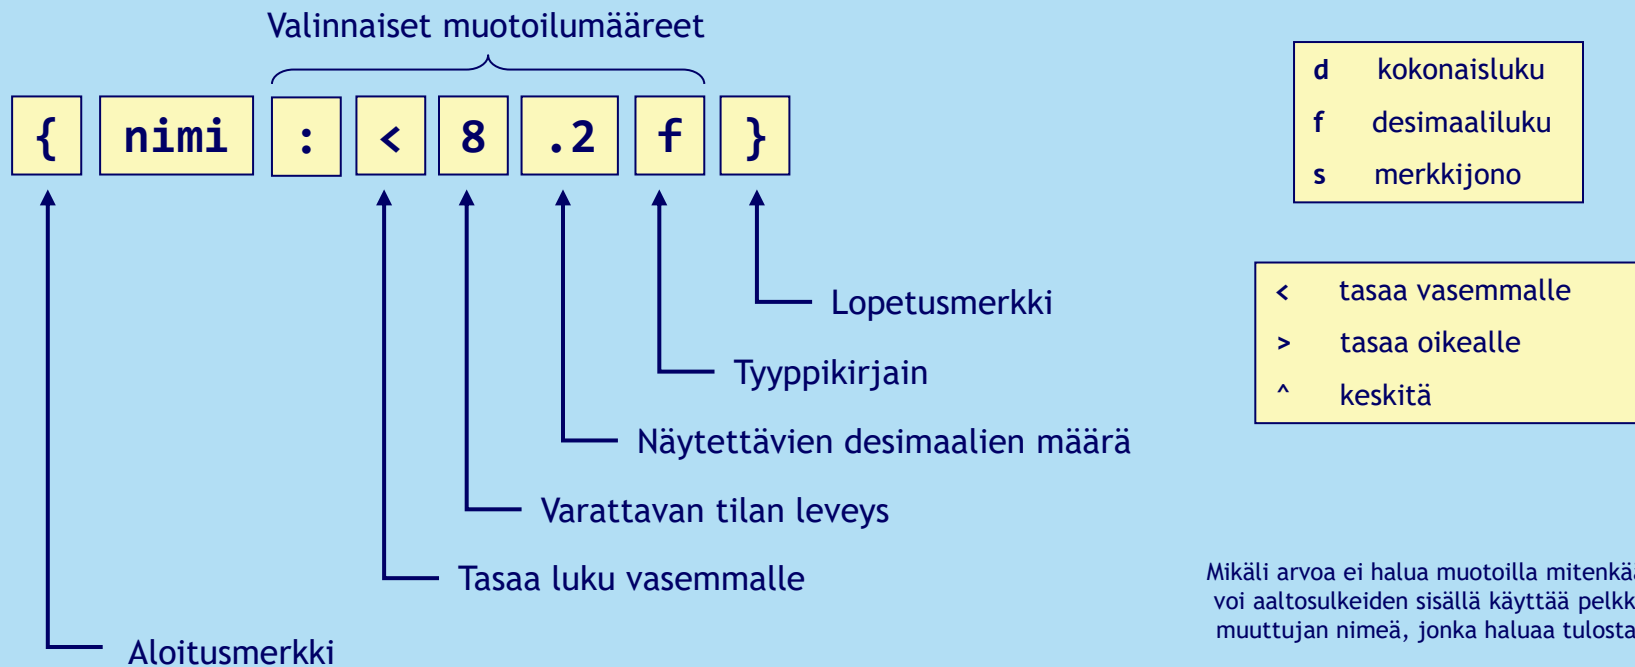 Valinnaiset muotoilumääreet
{ nimi : < 8 .2 f }
Lopetusmerkki
Tyyppikirjain
Näytettävien desimaalien määrä
Varattavan tilan leveys
Tasaa luku vasemmalle
Aloitusmerkki
d kokonaisluku
f desimaaliluku
s merkkijono
< tasaa vasemmalle
> tasaa oikealle
^ keskitä
Mikäli arvoa ei halua muotoilla
voi aaltosulkeiden sisällä käyttää
muuttujan nimeä, jonka haluaa